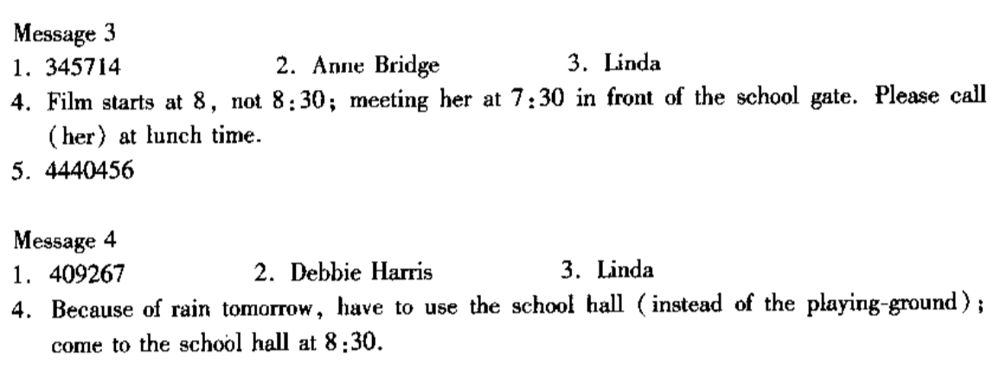 Message 3
1. 345714 2. Anne Bridge 3. Linda
4. Film starts at 8, not 8:30; meeting her at 7:30 in front of the school gate. Please call
(her) at lunch time.
5. 4440456
Message 4
1. 409267 2. Debbie Harris 3. Linda
4. Because of rain tomorrow, have to use the school hall (instead of the playing-ground);
come to the school hall at 8:30.